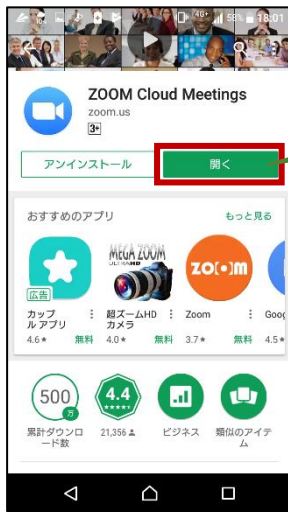 4G+ 58% 18:01
ZOOM Cloud Meetings
zoom.us
3+
アンインストール
開く
おすすめのアプリ
もっと見る
MEGA ZOOM
zo[•]m
広告
カップルアプリ
超ズームHDカメラ
Zoom
Goo
4.6★ 無料
4.0★ 無料
3.7★ 無料
4.5★
500
万
4.4
累計ダウンロード数
21,356
ビジネス
類似のアイテム